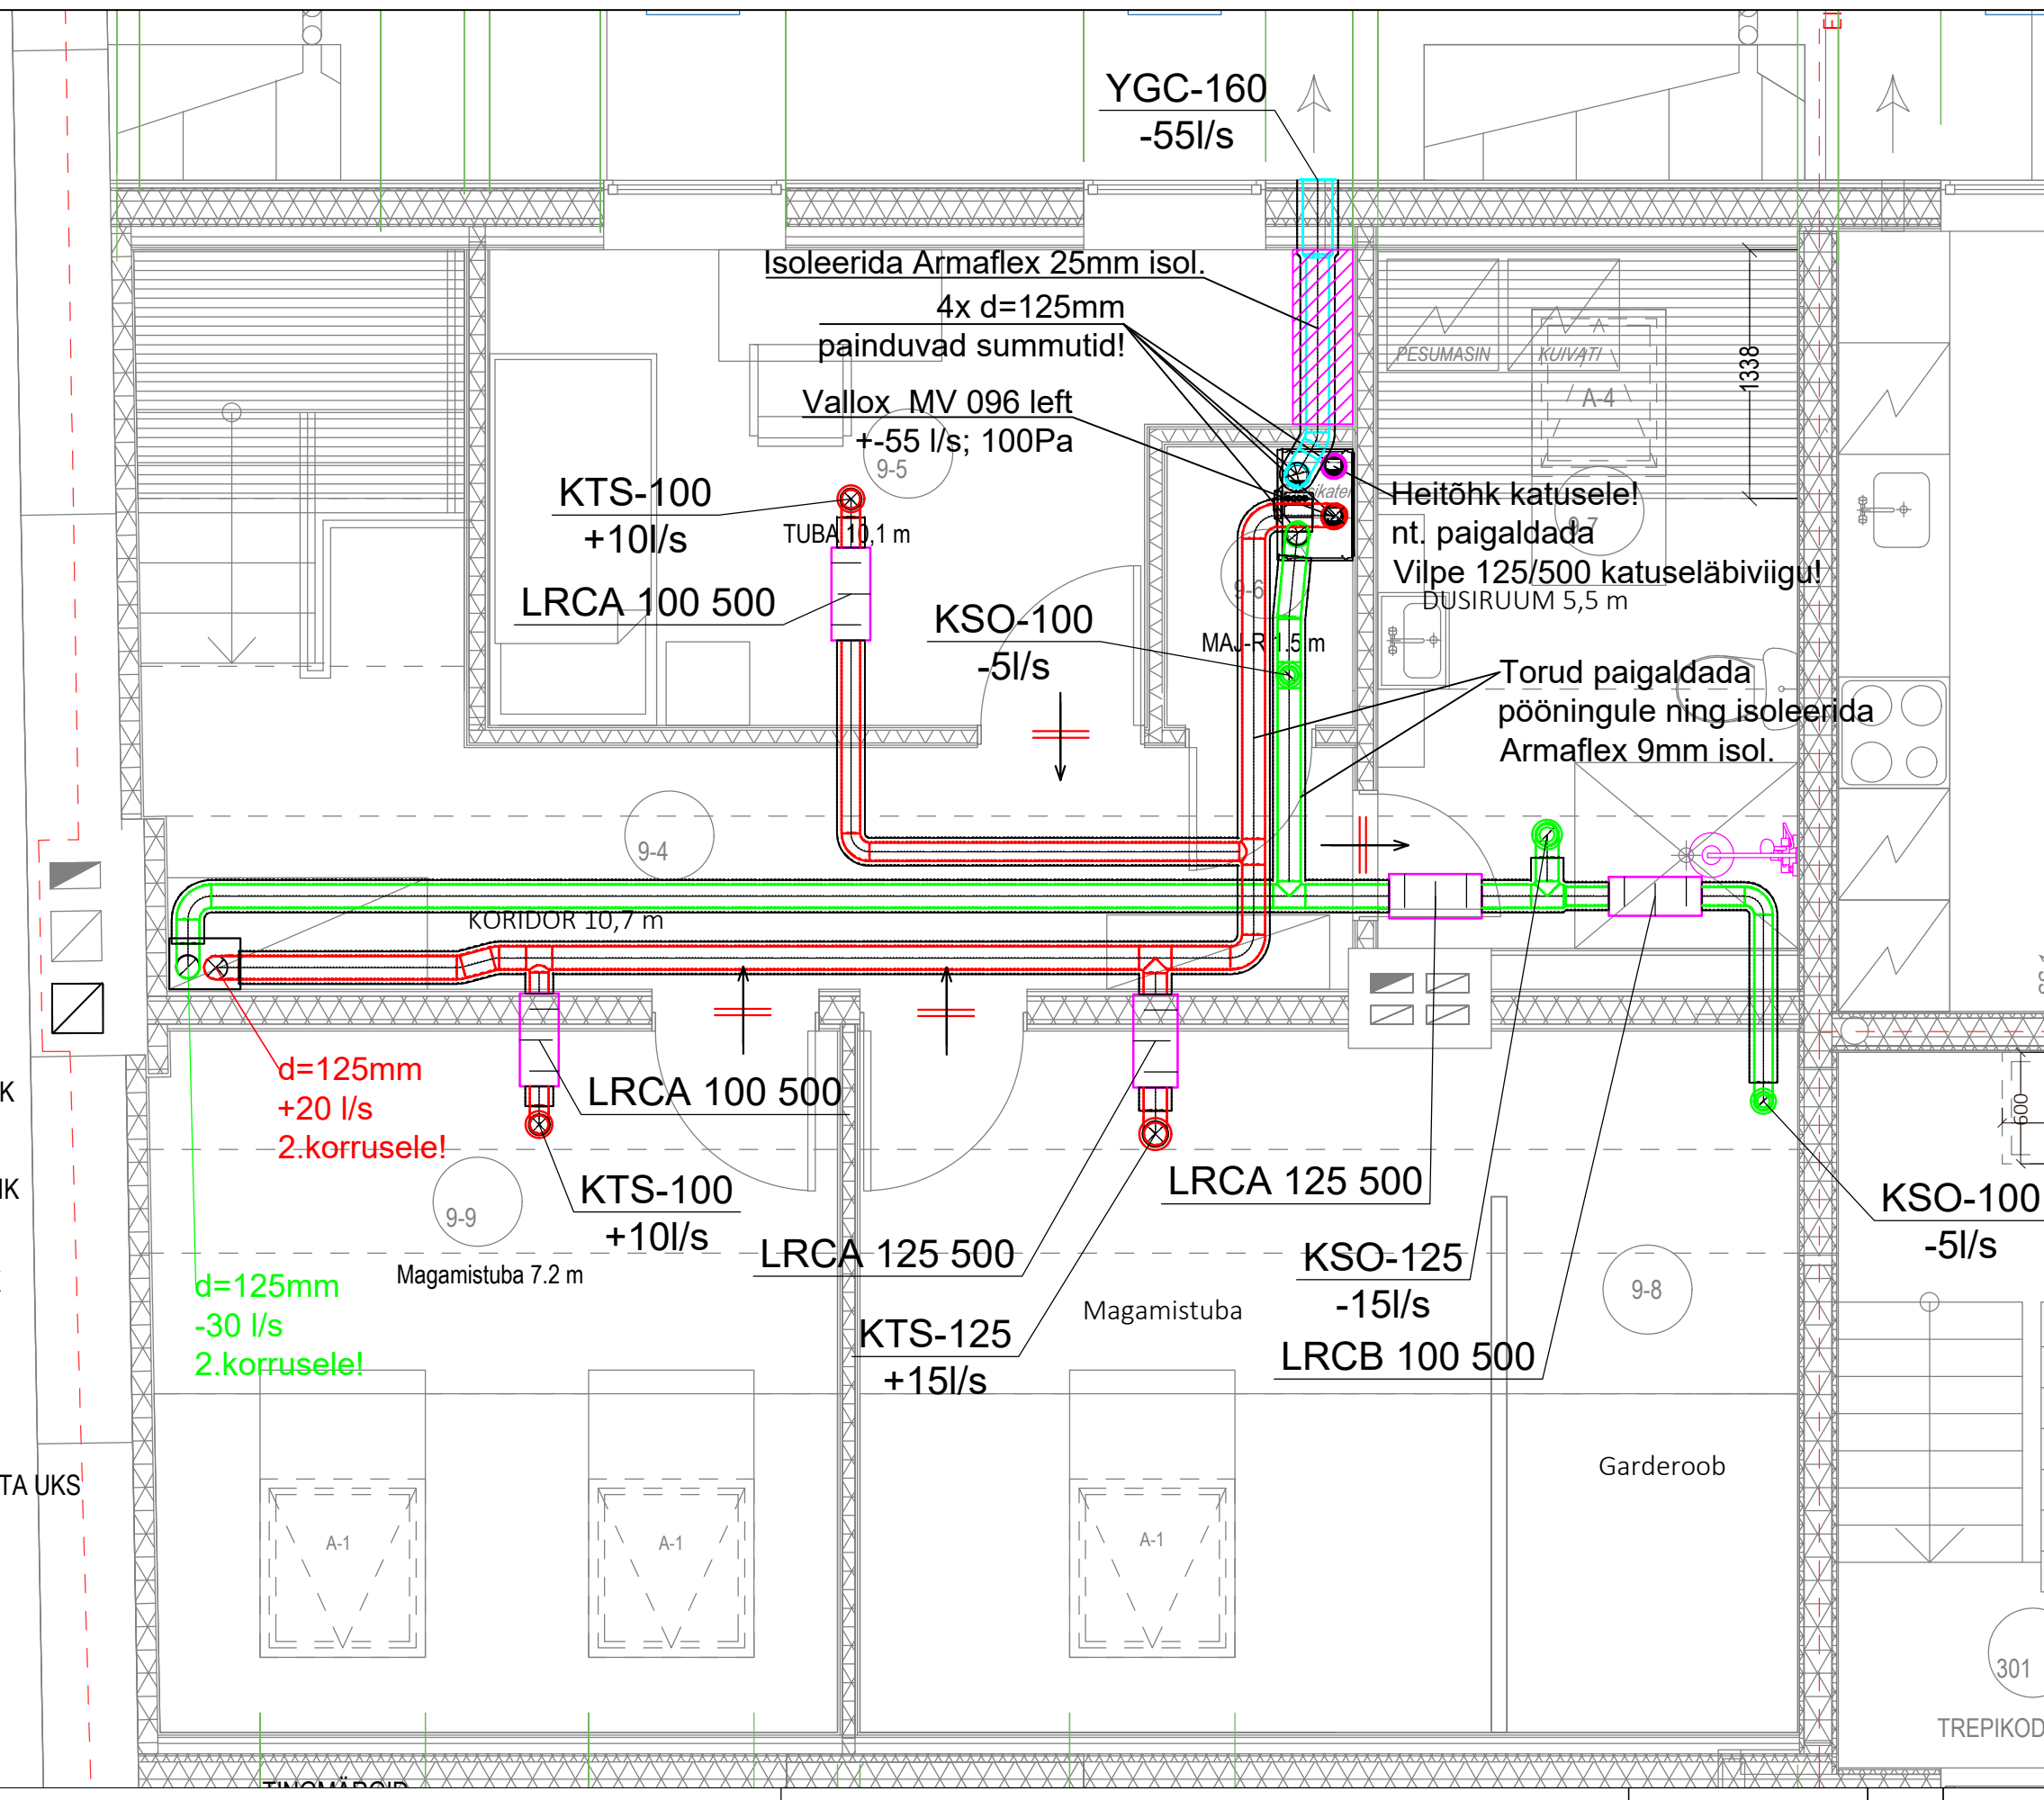 YGC-160
-55l/s
Isoleerida Armaflex 25mm isol.
4x d=125mm
painduvad summutid!
PESUMASIN
KUIVATI
1338
A-4
Vallox MV 096 left
+-55 l/s; 100Pa
9-5
KTS-100
+10l/s
TUBA 10,1 m
Heitõhk katusele!
nt. paigaldada
Vilpe 125/500 katuseläbiviigu!
9-7
DUSIRUUM 5,5 m
LRCA 100 500
9-6
KSO-100
-5l/s
MAJ-R 1.5 m
Torud paigaldada
pööningule ning isoleerida
Armaflex 9mm isol.
9-4
KORIDOR 10,7 m
d=125mm
+20 l/s
2.korrusele!
LRCA 100 500
600
KTS-100
+10l/s
LRCA 125 500
KSO-100
-5l/s
9-9
Magamistuba 7.2 m
LRCA 125 500
KSO-125
-15l/s
9-8
d=125mm
-30 l/s
2.korrusele!
Magamistuba
KTS-125
+15l/s
LRCB 100 500
Garderoob
TA UKS
A-1
A-1
A-1
301
TREPIKOD